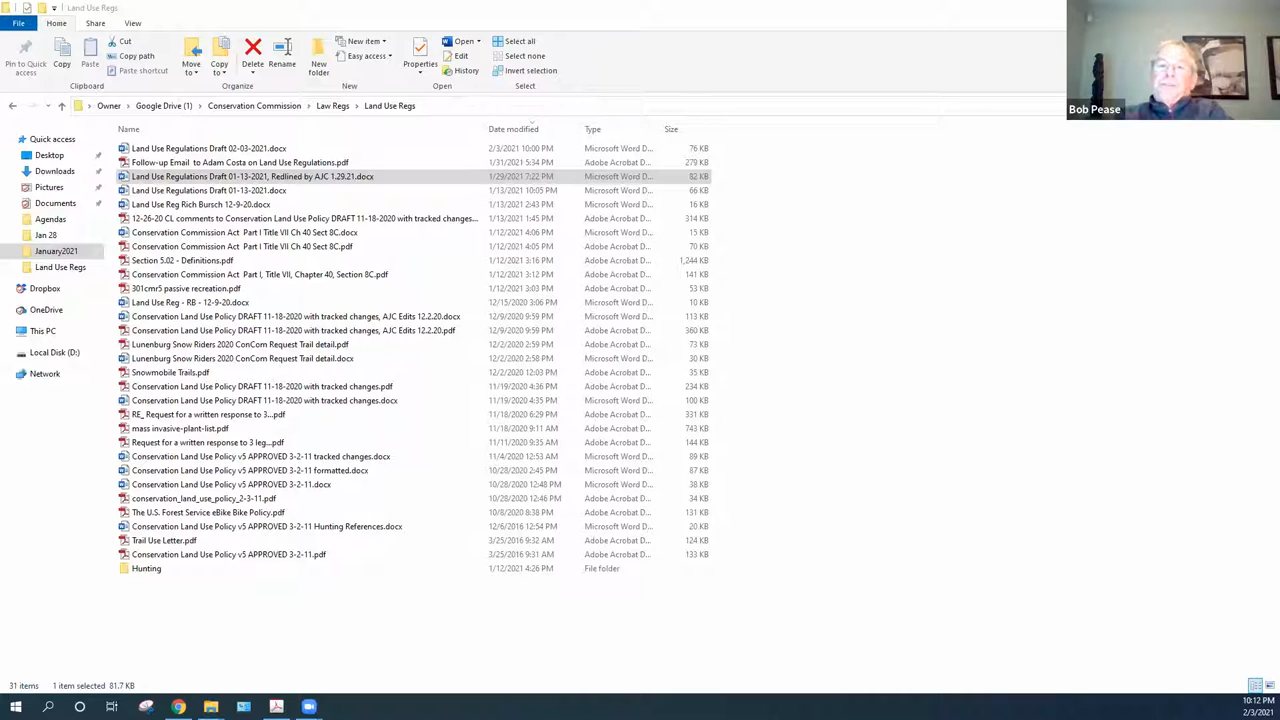 Land Use Regs
File Home Share View
Pin to Quick access
Copy
Paste
Cut
Copy path
Paste shortcut
Move to
Copy to
Delete
Rename
New folder
New item
Easy access
Properties
Open
Edit
History
Select all
Select none
Invert selection
Clipboard Organize New Open Select
Owner > Google Drive (1) > Conservation Commission > Law Regs > Land Use Regs
Bob Pease
Name Date modified Type Size
Quick access
Desktop
Downloads
Pictures
Documents
Agendas
Jan 28
January2021
Land Use Regs
Dropbox
OneDrive
This PC
Local Disk (D:)
Network
Land Use Regulations Draft 02-03-2021.docx 2/3/2021 10:00 PM Microsoft Word D... 76 KB
Follow-up Email to Adam Costa on Land Use Regulations.pdf 1/31/2021 5:34 PM Adobe Acrobat D... 279 KB
Land Use Regulations Draft 01-13-2021, Redlined by AJC 1.29.21.docx 1/29/2021 7:22 PM Microsoft Word D... 82 KB
Land Use Regulations Draft 01-13-2021.docx 1/13/2021 10:05 PM Microsoft Word D... 66 KB
Land Use Reg Rich Bursch 12-9-20.docx 1/13/2021 2:43 PM Microsoft Word D... 16 KB
12-26-20 CL comments to Conservation Land Use Policy DRAFT 11-18-2020 with tracked changes... 1/13/2021 1:45 PM Adobe Acrobat D... 314 KB
Conservation Commission Act Part I Title VII Ch 40 Sect 8C.docx 1/12/2021 4:06 PM Microsoft Word D... 15 KB
Conservation Commission Act Part I Title VII Ch 40 Sect 8C.pdf 1/12/2021 4:05 PM Adobe Acrobat D... 70 KB
Section 5.02 - Definitions.pdf 1/12/2021 3:16 PM Adobe Acrobat D... 1,244 KB
Conservation Commission Act Part I, Title VII, Chapter 40, Section 8C.pdf 1/12/2021 3:12 PM Adobe Acrobat D... 141 KB
301cmr5 passive recreation.pdf 1/12/2021 3:03 PM Adobe Acrobat D... 53 KB
Land Use Reg - RB - 12-9-20.docx 12/15/2020 3:06 PM Microsoft Word D... 10 KB
Conservation Land Use Policy DRAFT 11-18-2020 with tracked changes, AJC Edits 12.2.20.docx 12/9/2020 9:59 PM Microsoft Word D... 113 KB
Conservation Land Use Policy DRAFT 11-18-2020 with tracked changes, AJC Edits 12.2.20.pdf 12/9/2020 9:59 PM Adobe Acrobat D... 360 KB
Lunenburg Snow Riders 2020 ConCom Request Trail detail.pdf 12/2/2020 2:59 PM Adobe Acrobat D... 73 KB
Lunenburg Snow Riders 2020 ConCom Request Trail detail.docx 12/2/2020 2:58 PM Microsoft Word D... 30 KB
Snowmobile Trails.pdf 12/2/2020 12:03 PM Adobe Acrobat D... 35 KB
Conservation Land Use Policy DRAFT 11-18-2020 with tracked changes.pdf 11/19/2020 4:36 PM Adobe Acrobat D... 234 KB
Conservation Land Use Policy DRAFT 11-18-2020 with tracked changes.docx 11/19/2020 4:35 PM Microsoft Word D... 100 KB
RE_ Request for a written response to 3...pdf 11/18/2020 6:29 PM Adobe Acrobat D... 331 KB
mass invasive-plant-list.pdf 11/18/2020 9:11 AM Adobe Acrobat D... 743 KB
Request for a written response to 3 leg...pdf 11/11/2020 9:35 AM Adobe Acrobat D... 144 KB
Conservation Land Use Policy v5 APPROVED 3-2-11 tracked changes.docx 11/4/2020 12:53 AM Microsoft Word D... 89 KB
Conservation Land Use Policy v5 APPROVED 3-2-11 formatted.docx 10/28/2020 2:45 PM Microsoft Word D... 87 KB
Conservation Land Use Policy v5 APPROVED 3-2-11.docx 10/28/2020 12:48 PM Microsoft Word D... 38 KB
conservation_land_use_policy_2-3-11.pdf 10/28/2020 12:46 PM Adobe Acrobat D... 34 KB
The U.S. Forest Service eBike Bike Policy.pdf 10/8/2020 8:38 PM Adobe Acrobat D... 131 KB
Conservation Land Use Policy v5 APPROVED 3-2-11 Hunting References.docx 12/6/2016 12:54 PM Microsoft Word D... 20 KB
Trail Use Letter.pdf 3/25/2016 9:32 AM Adobe Acrobat D... 124 KB
Conservation Land Use Policy v5 APPROVED 3-2-11.pdf 3/25/2016 9:31 AM Adobe Acrobat D... 133 KB
Hunting 1/12/2021 4:26 PM File folder
31 items 1 item selected 81.7 KB
10:12 PM
2/3/2021